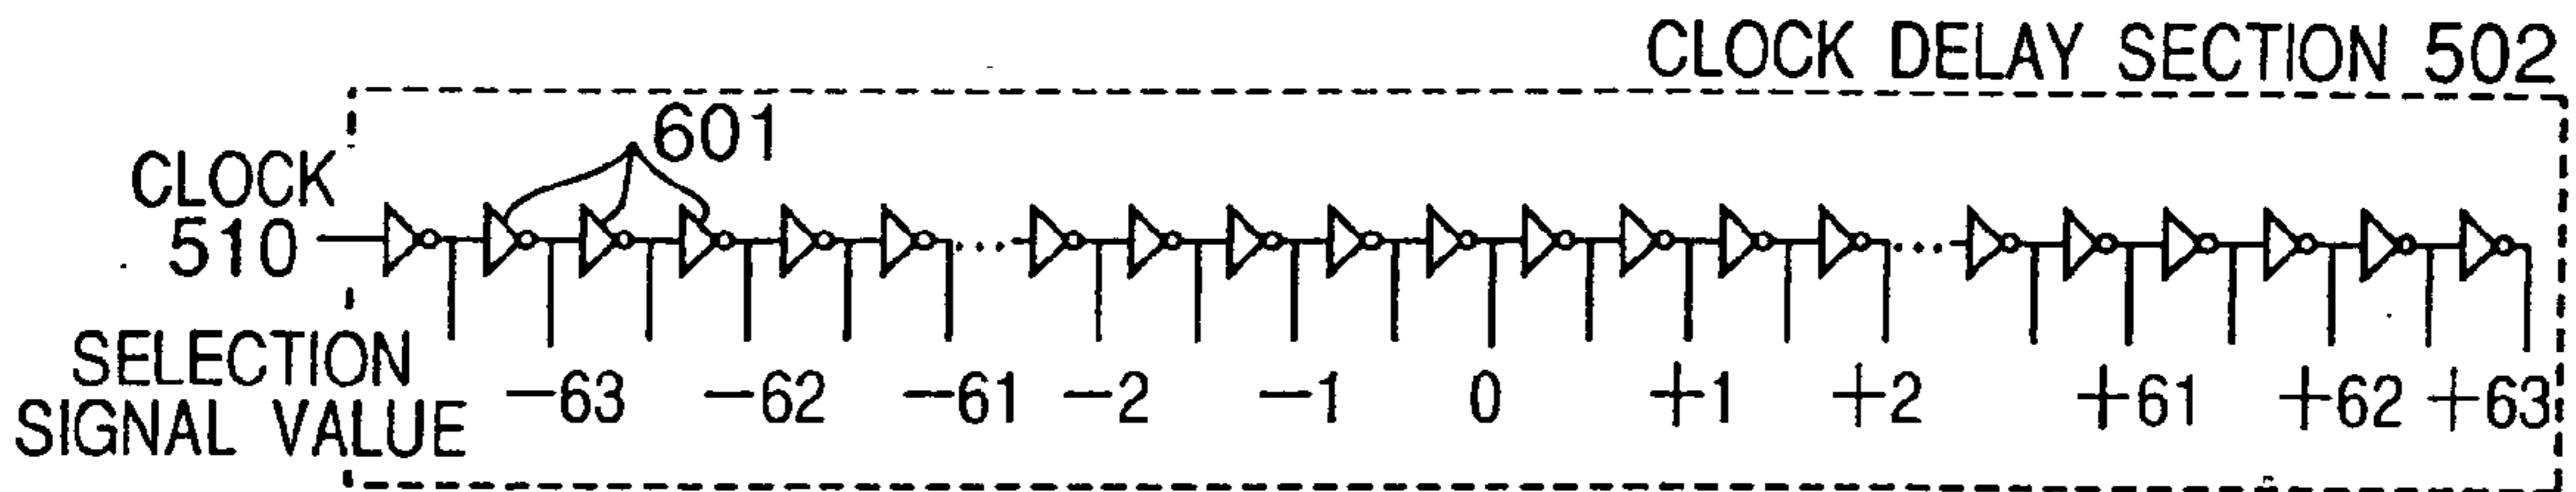 CLOCK DELAY SECTION 502
601
CLOCK
510
SELECTION
SIGNAL VALUE
−63 −62 −61 −2 −1 0 +1 +2 +61 +62 +63